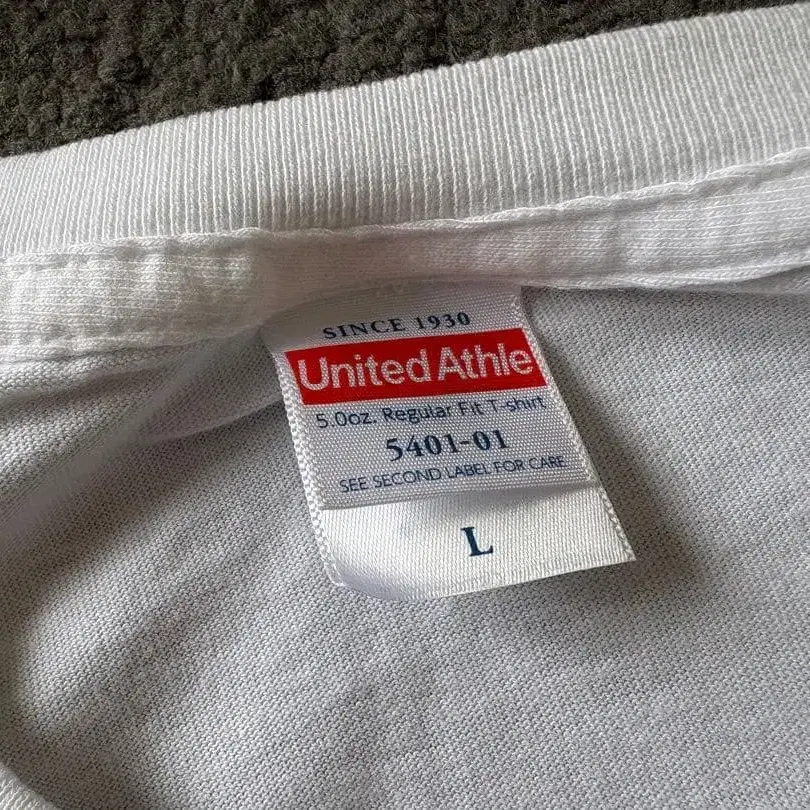 SINCE 1930
United Athle
5.0oz. Regular Fit T-shirt
5401-01
SEE SECOND LABEL FOR CARE
L